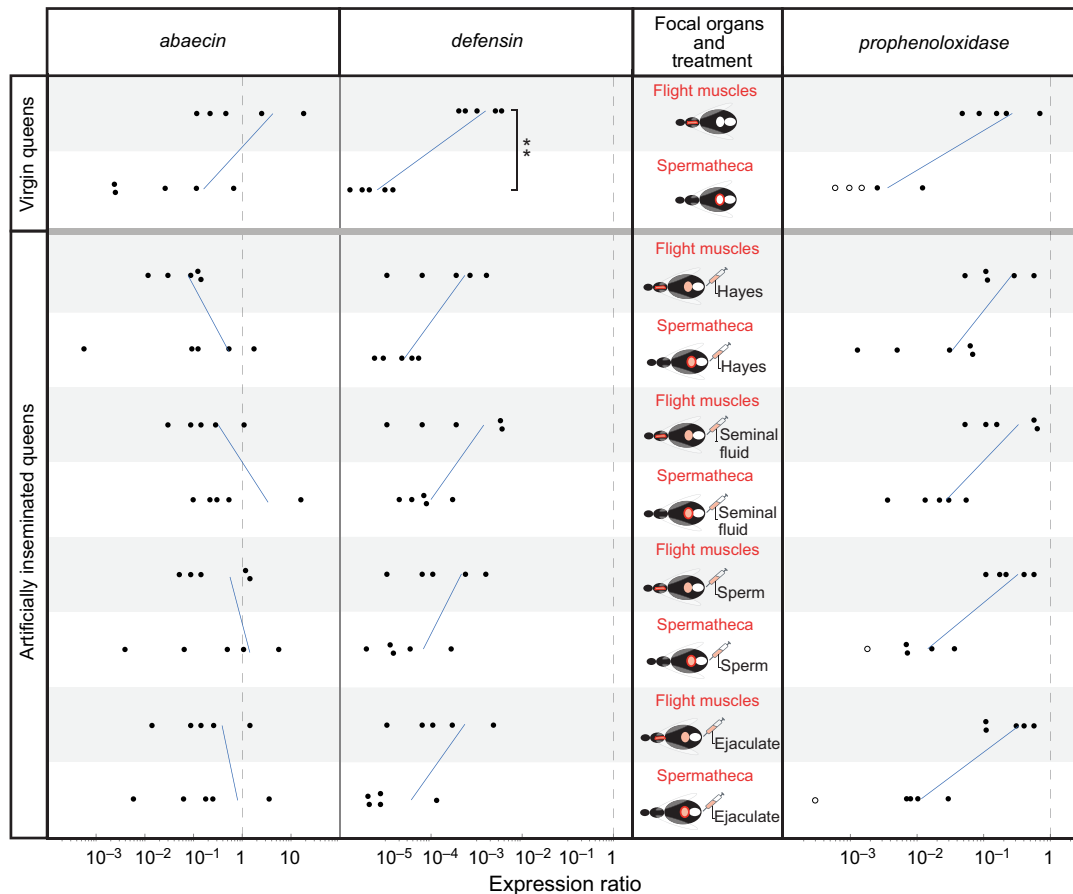 abaecin
defensin
Focal organs
and
treatment
prophenoloxidase
Virgin queens
Flight muscles
**
Spermatheca
Artificially inseminated queens
Flight muscles
Hayes
Spermatheca
Hayes
Flight muscles
Seminal
fluid
Spermatheca
Seminal
fluid
Flight muscles
Sperm
Spermatheca
Sperm
Flight muscles
Ejaculate
Spermatheca
Ejaculate
10⁻³ 10⁻² 10⁻¹ 1 10
10⁻⁵ 10⁻⁴ 10⁻³ 10⁻² 10⁻¹ 1
10⁻³ 10⁻² 10⁻¹ 1
Expression ratio